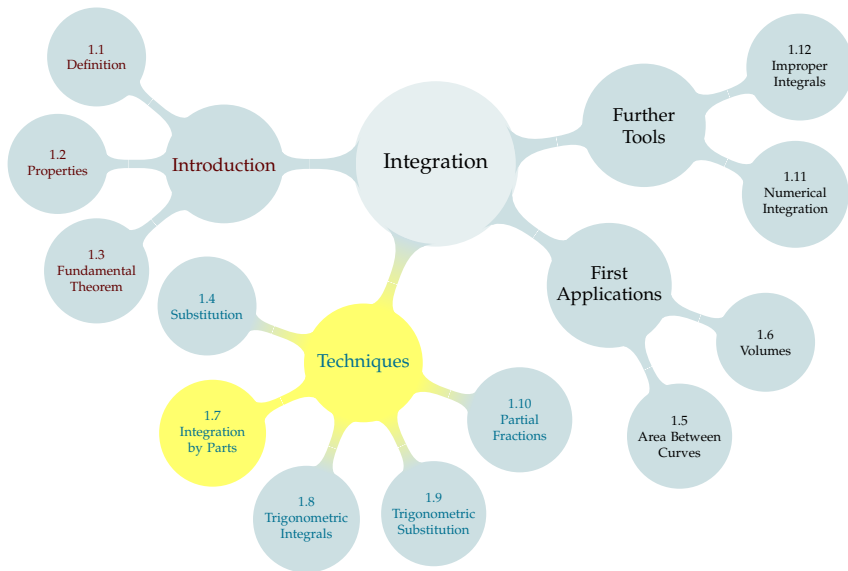 Integration
Introduction
1.1
Definition
1.2
Properties
1.3
Fundamental
Theorem
Techniques
1.4
Substitution
1.7
Integration
by Parts
1.8
Trigonometric
Integrals
1.9
Trigonometric
Substitution
1.10
Partial
Fractions
First
Applications
1.5
Area Between
Curves
1.6
Volumes
Further
Tools
1.11
Numerical
Integration
1.12
Improper
Integrals